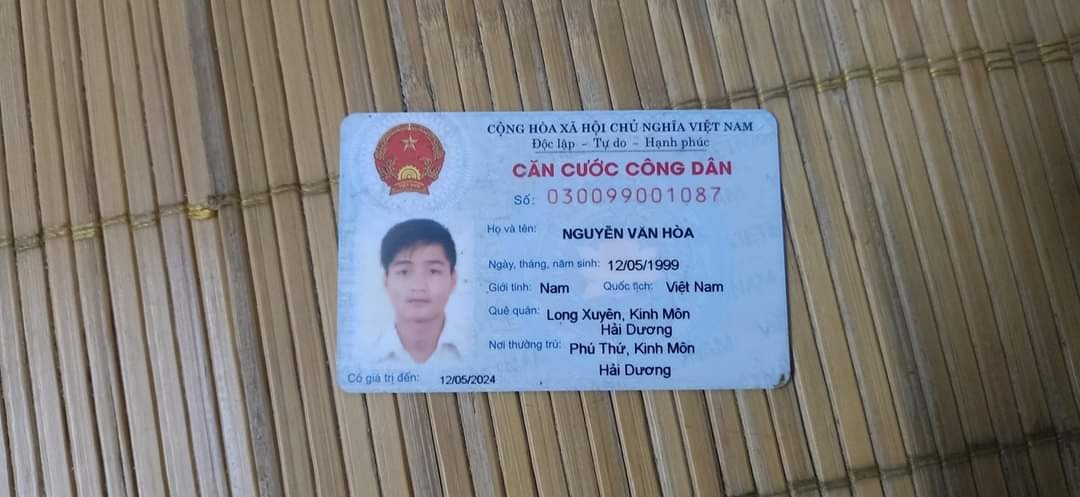 CỘNG HÒA XÃ HỘI CHỦ NGHĨA VIỆT NAM
Độc lập - Tự do - Hạnh phúc
CĂN CƯỚC CÔNG DÂN
Số: 030099001087
Họ và tên: NGUYỄN VĂN HÒA
Ngày, tháng, năm sinh: 12/05/1999
Giới tính: Nam Quốc tịch: Việt Nam
Quê quán: Long Xuyên, Kinh Môn
Hải Dương
Nơi thường trú: Phú Thứ, Kinh Môn
Hải Dương
Có giá trị đến: 12/05/2024